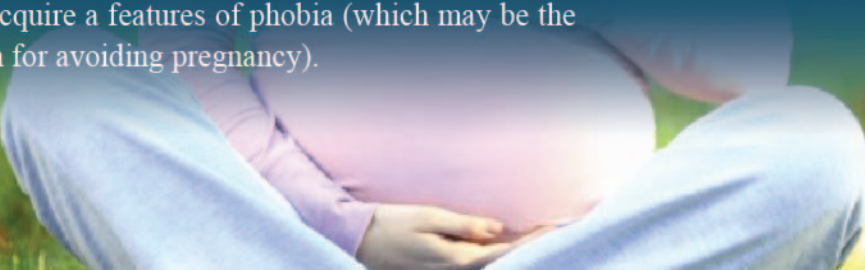 cquire a features of phobia (which may be the
for avoiding pregnancy).